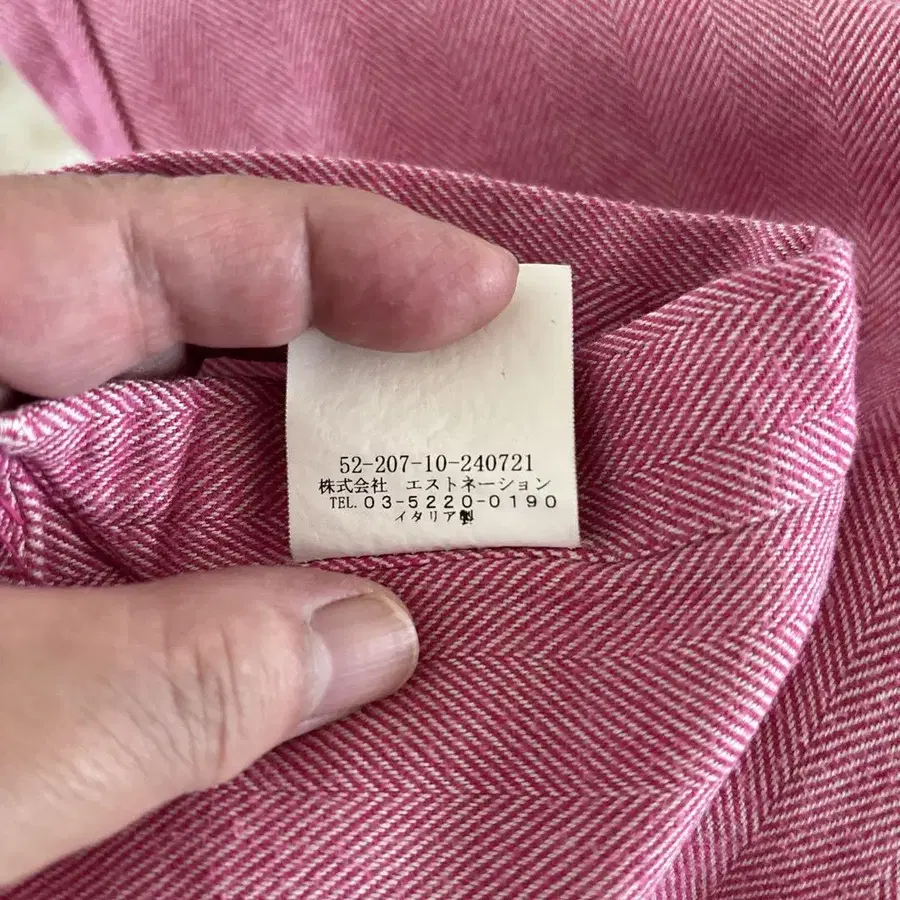 52-207-10-240721
株式会社　エストネーション
TEL.０３-５２２０-０１９０
イタリア製